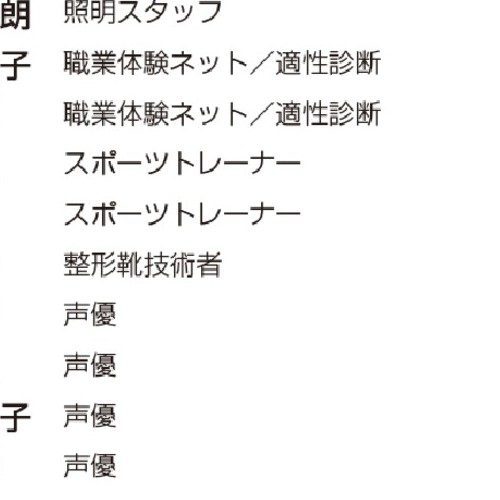 朗 照明スタッフ
子 職業体験ネット／適性診断
職業体験ネット／適性診断
スポーツトレーナー
スポーツトレーナー
整形靴技術者
声優
声優
子 声優
声優